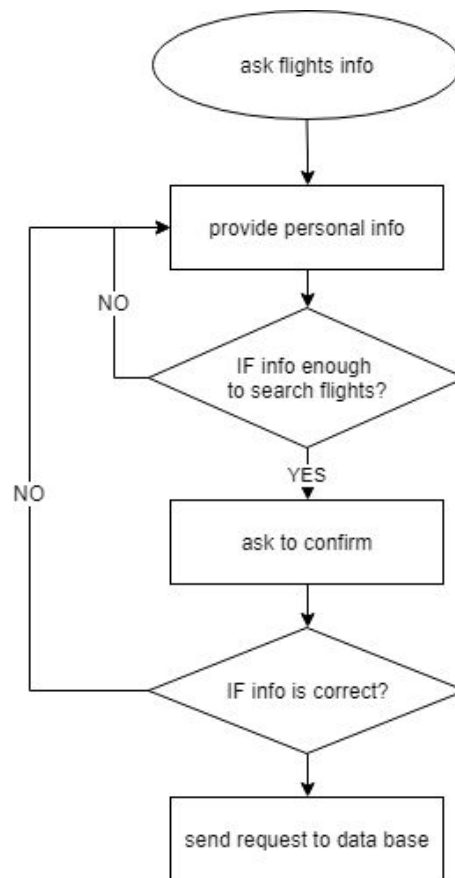 ask flights info
provide personal info
NO
IF info enough
to search flights?
YES
NO
ask to confirm
IF info is correct?
send request to data base